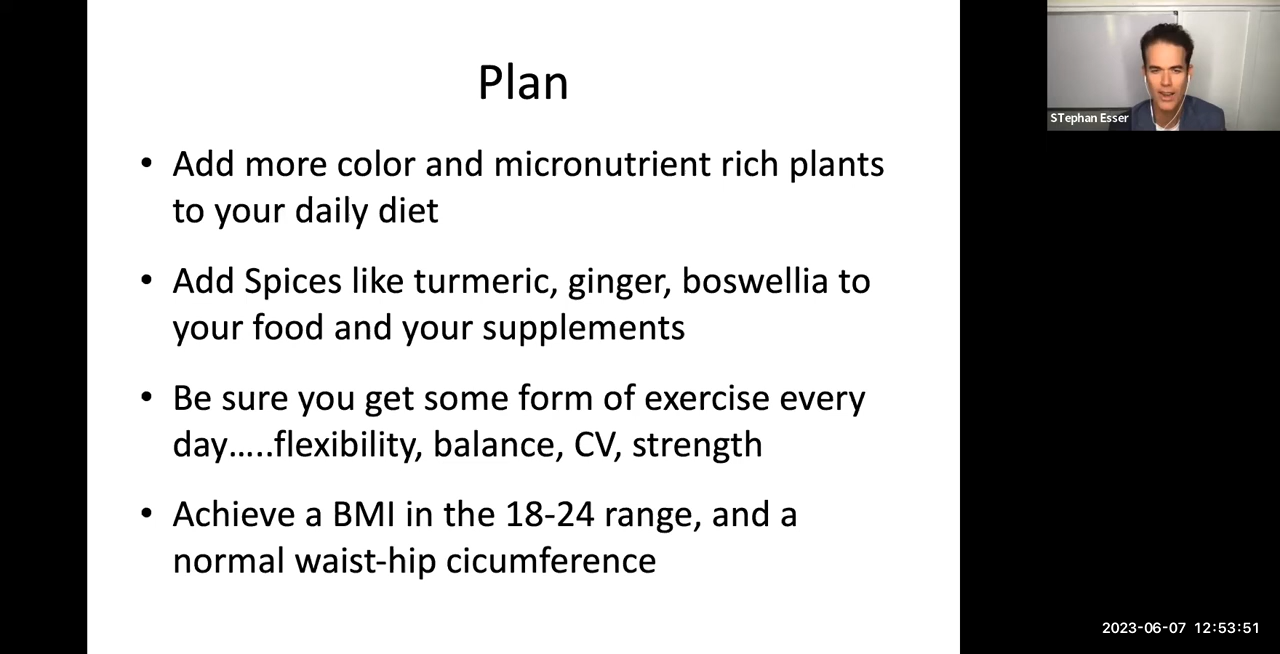 Plan
• Add more color and micronutrient rich plants
to your daily diet
• Add Spices like turmeric, ginger, boswellia to
your food and your supplements
• Be sure you get some form of exercise every
day…..flexibility, balance, CV, strength
• Achieve a BMI in the 18-24 range, and a
normal waist-hip cicumference
STephan Esser
2023-06-07 12:53:51